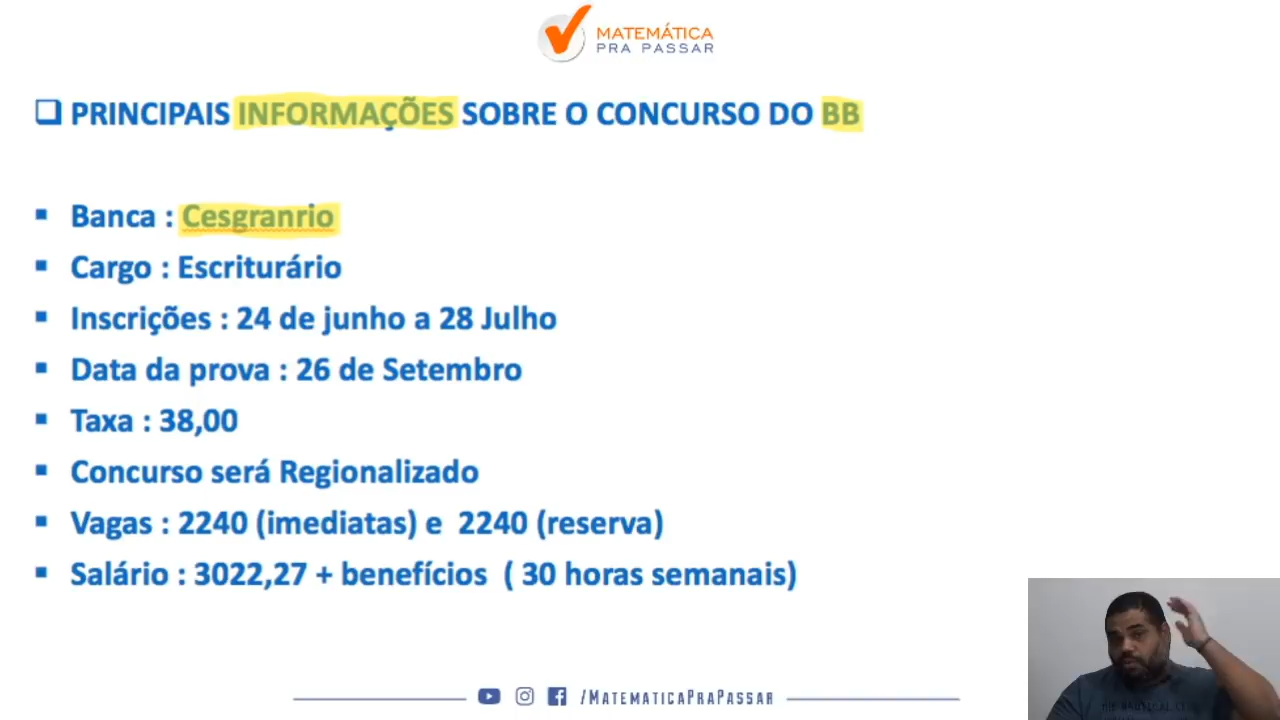 MATEMÁTICA
PRA PASSAR
PRINCIPAIS INFORMAÇÕES SOBRE O CONCURSO DO BB
Banca : Cesgranrio
Cargo : Escriturário
Inscrições : 24 de junho a 28 Julho
Data da prova : 26 de Setembro
Taxa : 38,00
Concurso será Regionalizado
Vagas : 2240 (imediatas) e 2240 (reserva)
Salário : 3022,27 + benefícios ( 30 horas semanais)
/MATEMATICAPRAPASSAR